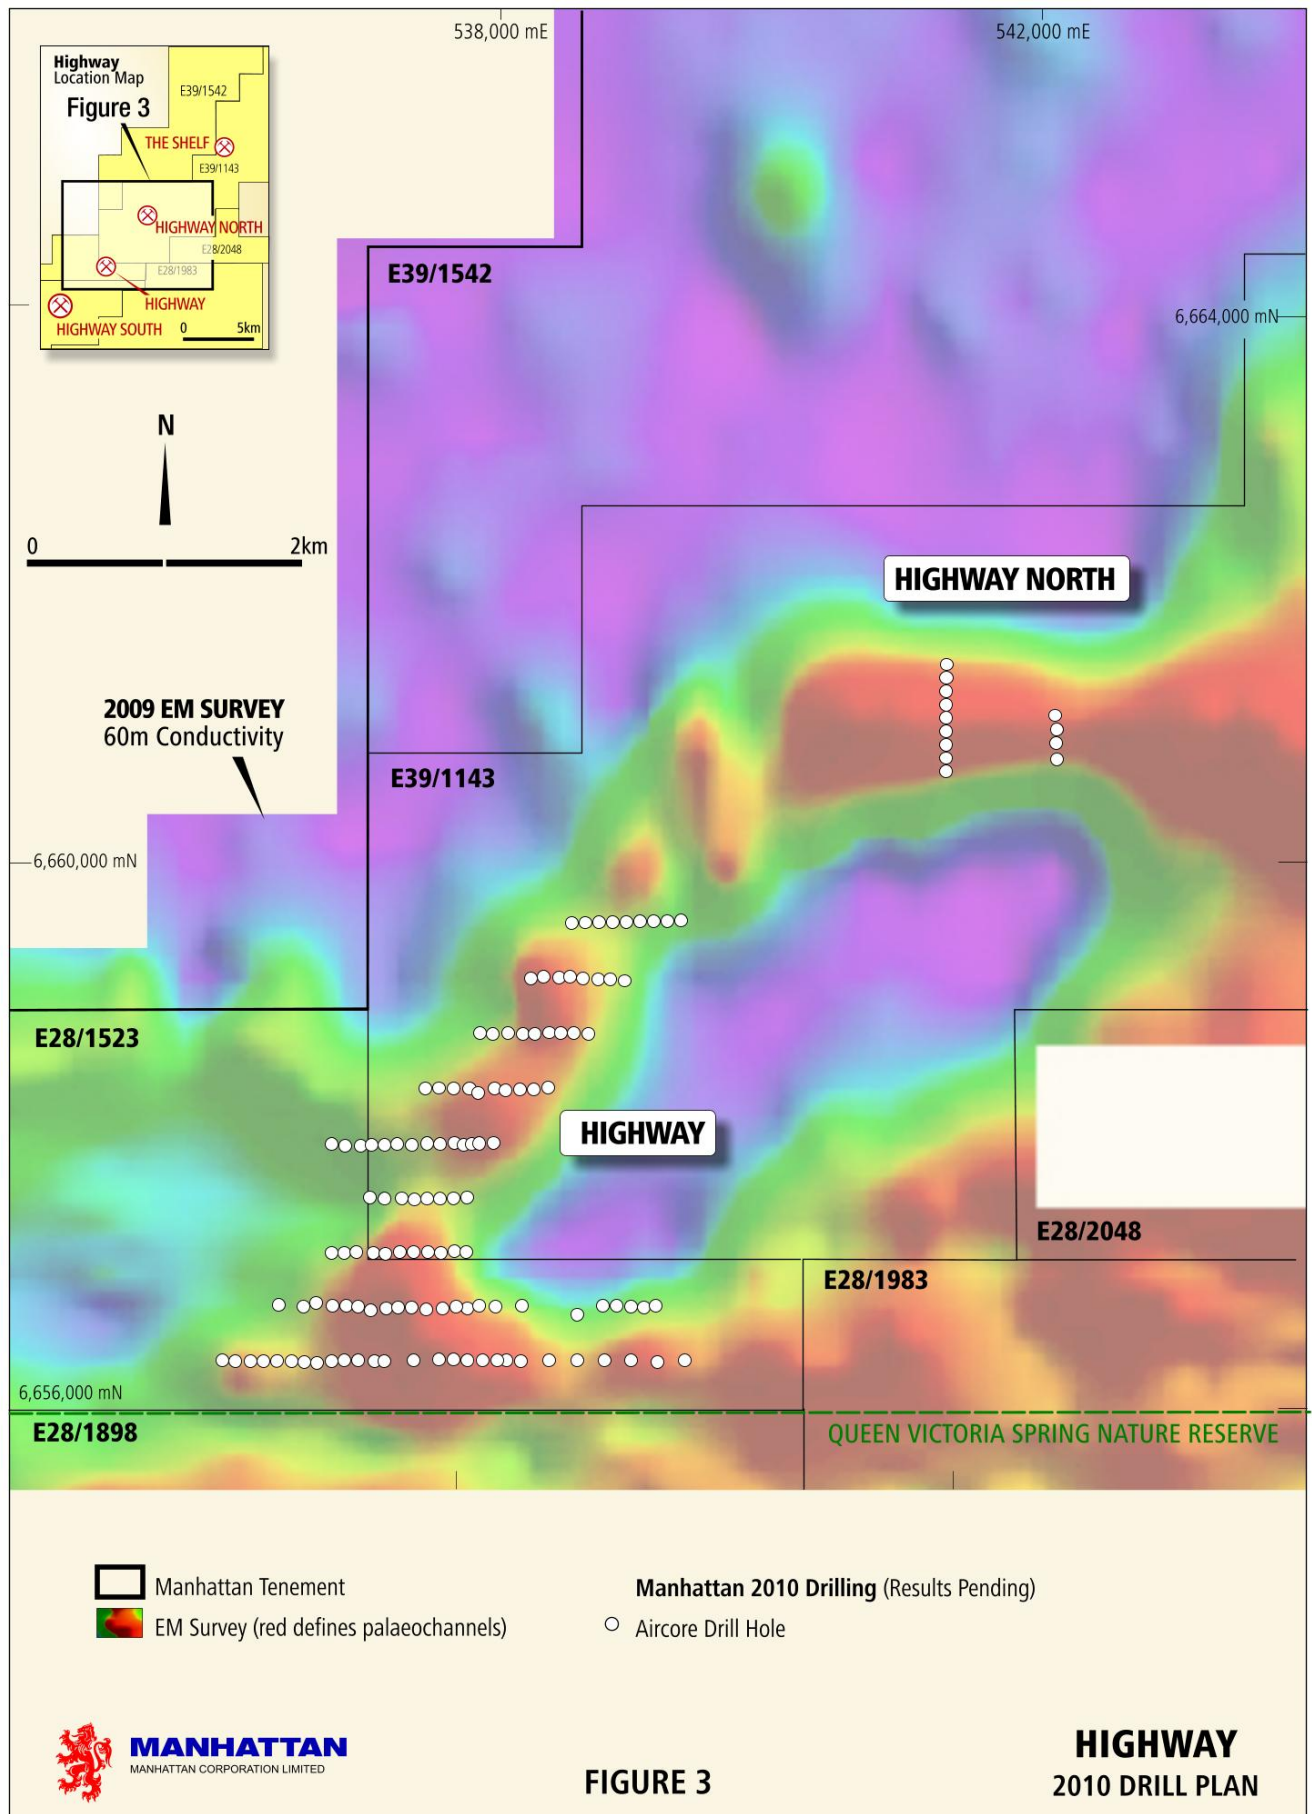 538,000 mE
542,000 mE
Highway
Location Map
Figure 3
E39/1542
THE SHELF
E39/1143
HIGHWAY NORTH
E28/2048
E28/1983
HIGHWAY
HIGHWAY SOUTH
0 5km
E39/1542
6,664,000 mN
N
0 2km
HIGHWAY NORTH
2009 EM SURVEY
60m Conductivity
E39/1143
6,660,000 mN
E28/1523
HIGHWAY
E28/2048
E28/1983
6,656,000 mN
E28/1898
QUEEN VICTORIA SPRING NATURE RESERVE
Manhattan Tenement
EM Survey (red defines palaeochannels)
Manhattan 2010 Drilling (Results Pending)
Aircore Drill Hole
MANHATTAN
MANHATTAN CORPORATION LIMITED
FIGURE 3
HIGHWAY
2010 DRILL PLAN